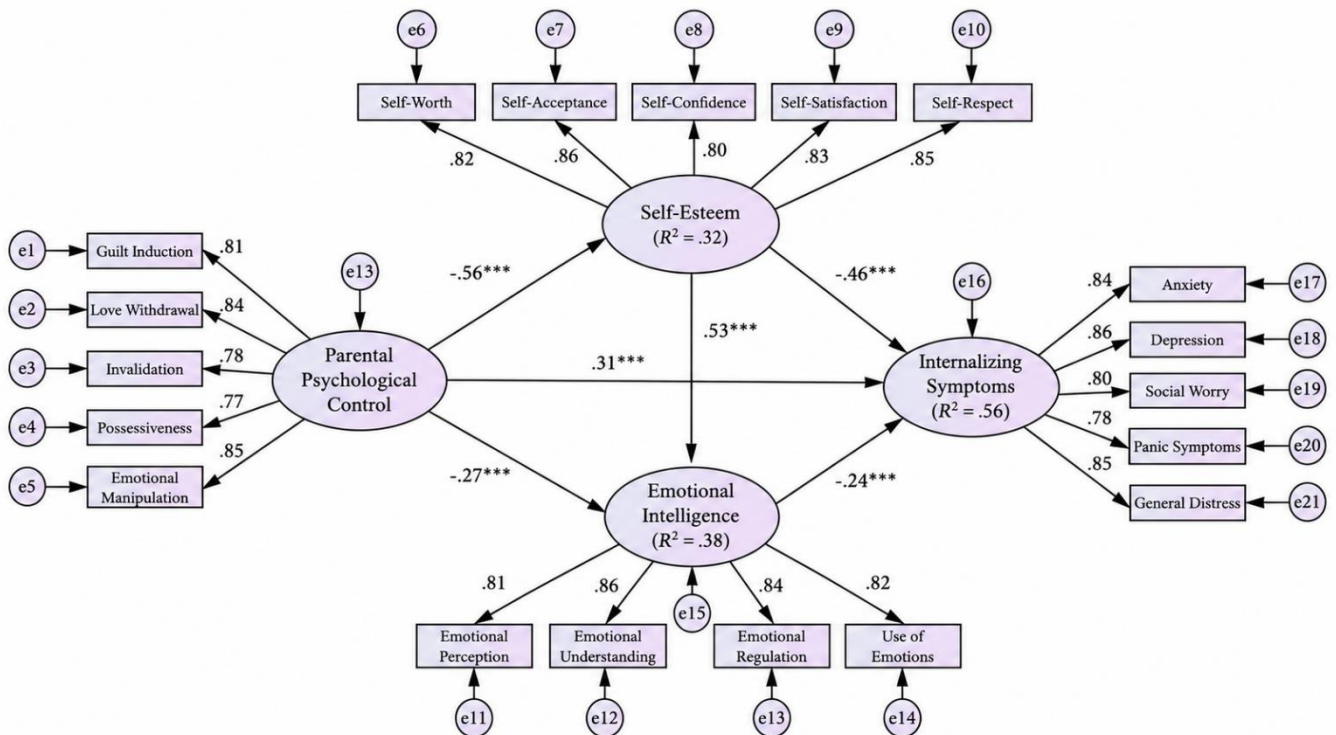 e6
e7
e8
e9
e10
Self-Worth
Self-Acceptance
Self-Confidence
Self-Satisfaction
Self-Respect
.82
.86
.80
.83
.85
Self-Esteem
(R² = .32)
e1
Guilt Induction
.81
e2
Love Withdrawal
.84
e3
Invalidation
.78
e4
Possessiveness
.77
e5
Emotional
Manipulation
.85
e13
Parental
Psychological
Control
-.56***
-.46***
.53***
.31***
-.27***
-.24***
e16
Internalizing
Symptoms
(R² = .56)
.84
Anxiety
e17
.86
Depression
e18
.80
Social Worry
e19
.78
Panic Symptoms
e20
.85
General Distress
e21
Emotional
Intelligence
(R² = .38)
.81
.86
e15
.84
.82
Emotional
Perception
Emotional
Understanding
Emotional
Regulation
Use of
Emotions
e11
e12
e13
e14